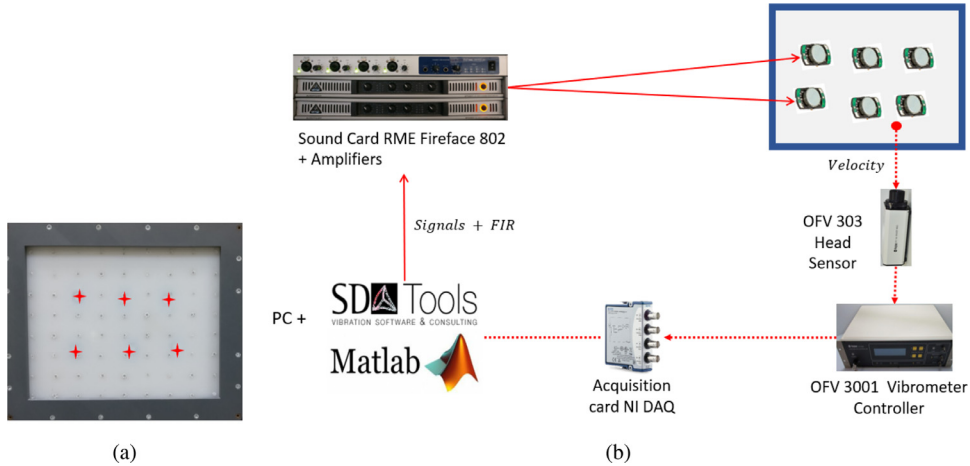 Sound Card RME Fireface 802
+ Amplifiers
Velocity
Signals + FIR
OFV 303
Head
Sensor
PC +
SD Tools
VIBRATION SOFTWARE & CONSULTING
Matlab
Acquisition
card NI DAQ
OFV 3001 Vibrometer
Controller
(a)
(b)